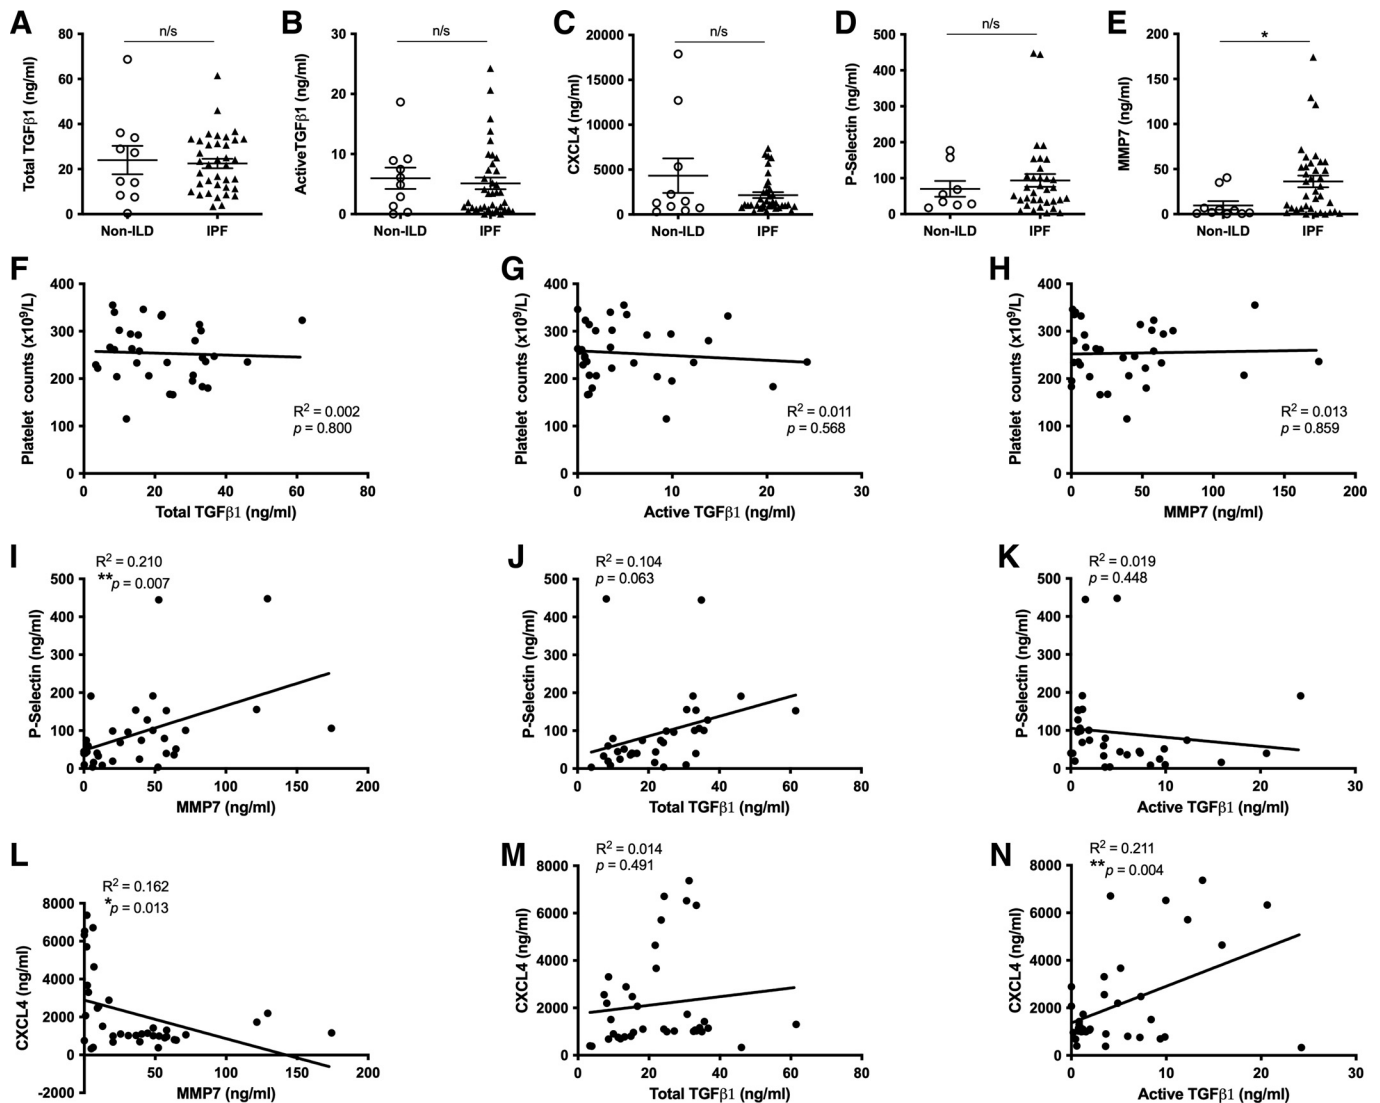 A
n/s
Total TGFβ1 (ng/ml)
80
60
40
20
0
Non-ILD
IPF
B
n/s
ActiveTGFβ1 (ng/ml)
30
20
10
0
Non-ILD
IPF
C
n/s
CXCL4 (ng/ml)
20000
15000
10000
5000
0
Non-ILD
IPF
D
n/s
P-Selectin (ng/ml)
500
400
300
200
100
0
Non-ILD
IPF
E
*
MMP7 (ng/ml)
200
150
100
50
0
Non-ILD
IPF
F
Platelet counts (x10⁹/L)
400
300
200
100
0
R² = 0.002
p = 0.800
0
20
40
60
80
Total TGFβ1 (ng/ml)
G
Platelet counts (x10⁹/L)
400
300
200
100
0
R² = 0.011
p = 0.568
0
10
20
30
Active TGFβ1 (ng/ml)
H
Platelet counts (x10⁹/L)
400
300
200
100
0
R² = 0.013
p = 0.859
0
50
100
150
200
MMP7 (ng/ml)
I
R² = 0.210
**p = 0.007
P-Selectin (ng/ml)
500
400
300
200
100
0
0
50
100
150
200
MMP7 (ng/ml)
J
R² = 0.104
p = 0.063
P-Selectin (ng/ml)
500
400
300
200
100
0
0
20
40
60
80
Total TGFβ1 (ng/ml)
K
R² = 0.019
p = 0.448
P-Selectin (ng/ml)
500
400
300
200
100
0
0
10
20
30
Active TGFβ1 (ng/ml)
L
R² = 0.162
*p = 0.013
CXCL4 (ng/ml)
8000
6000
4000
2000
0
-2000
50
100
150
200
MMP7 (ng/ml)
M
R² = 0.014
p = 0.491
CXCL4 (ng/ml)
8000
6000
4000
2000
0
0
20
40
60
80
Total TGFβ1 (ng/ml)
N
R² = 0.211
**p = 0.004
CXCL4 (ng/ml)
8000
6000
4000
2000
0
0
10
20
30
Active TGFβ1 (ng/ml)